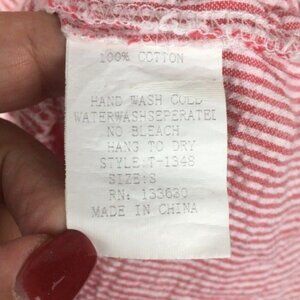 100% COTTON
HAND WASH COLD
WATERWASHSEPERATEL
NO BLEACH
HANG TO DRY
STYLE:T-1348
SIZE:S
RN: 133630
MADE IN CHINA